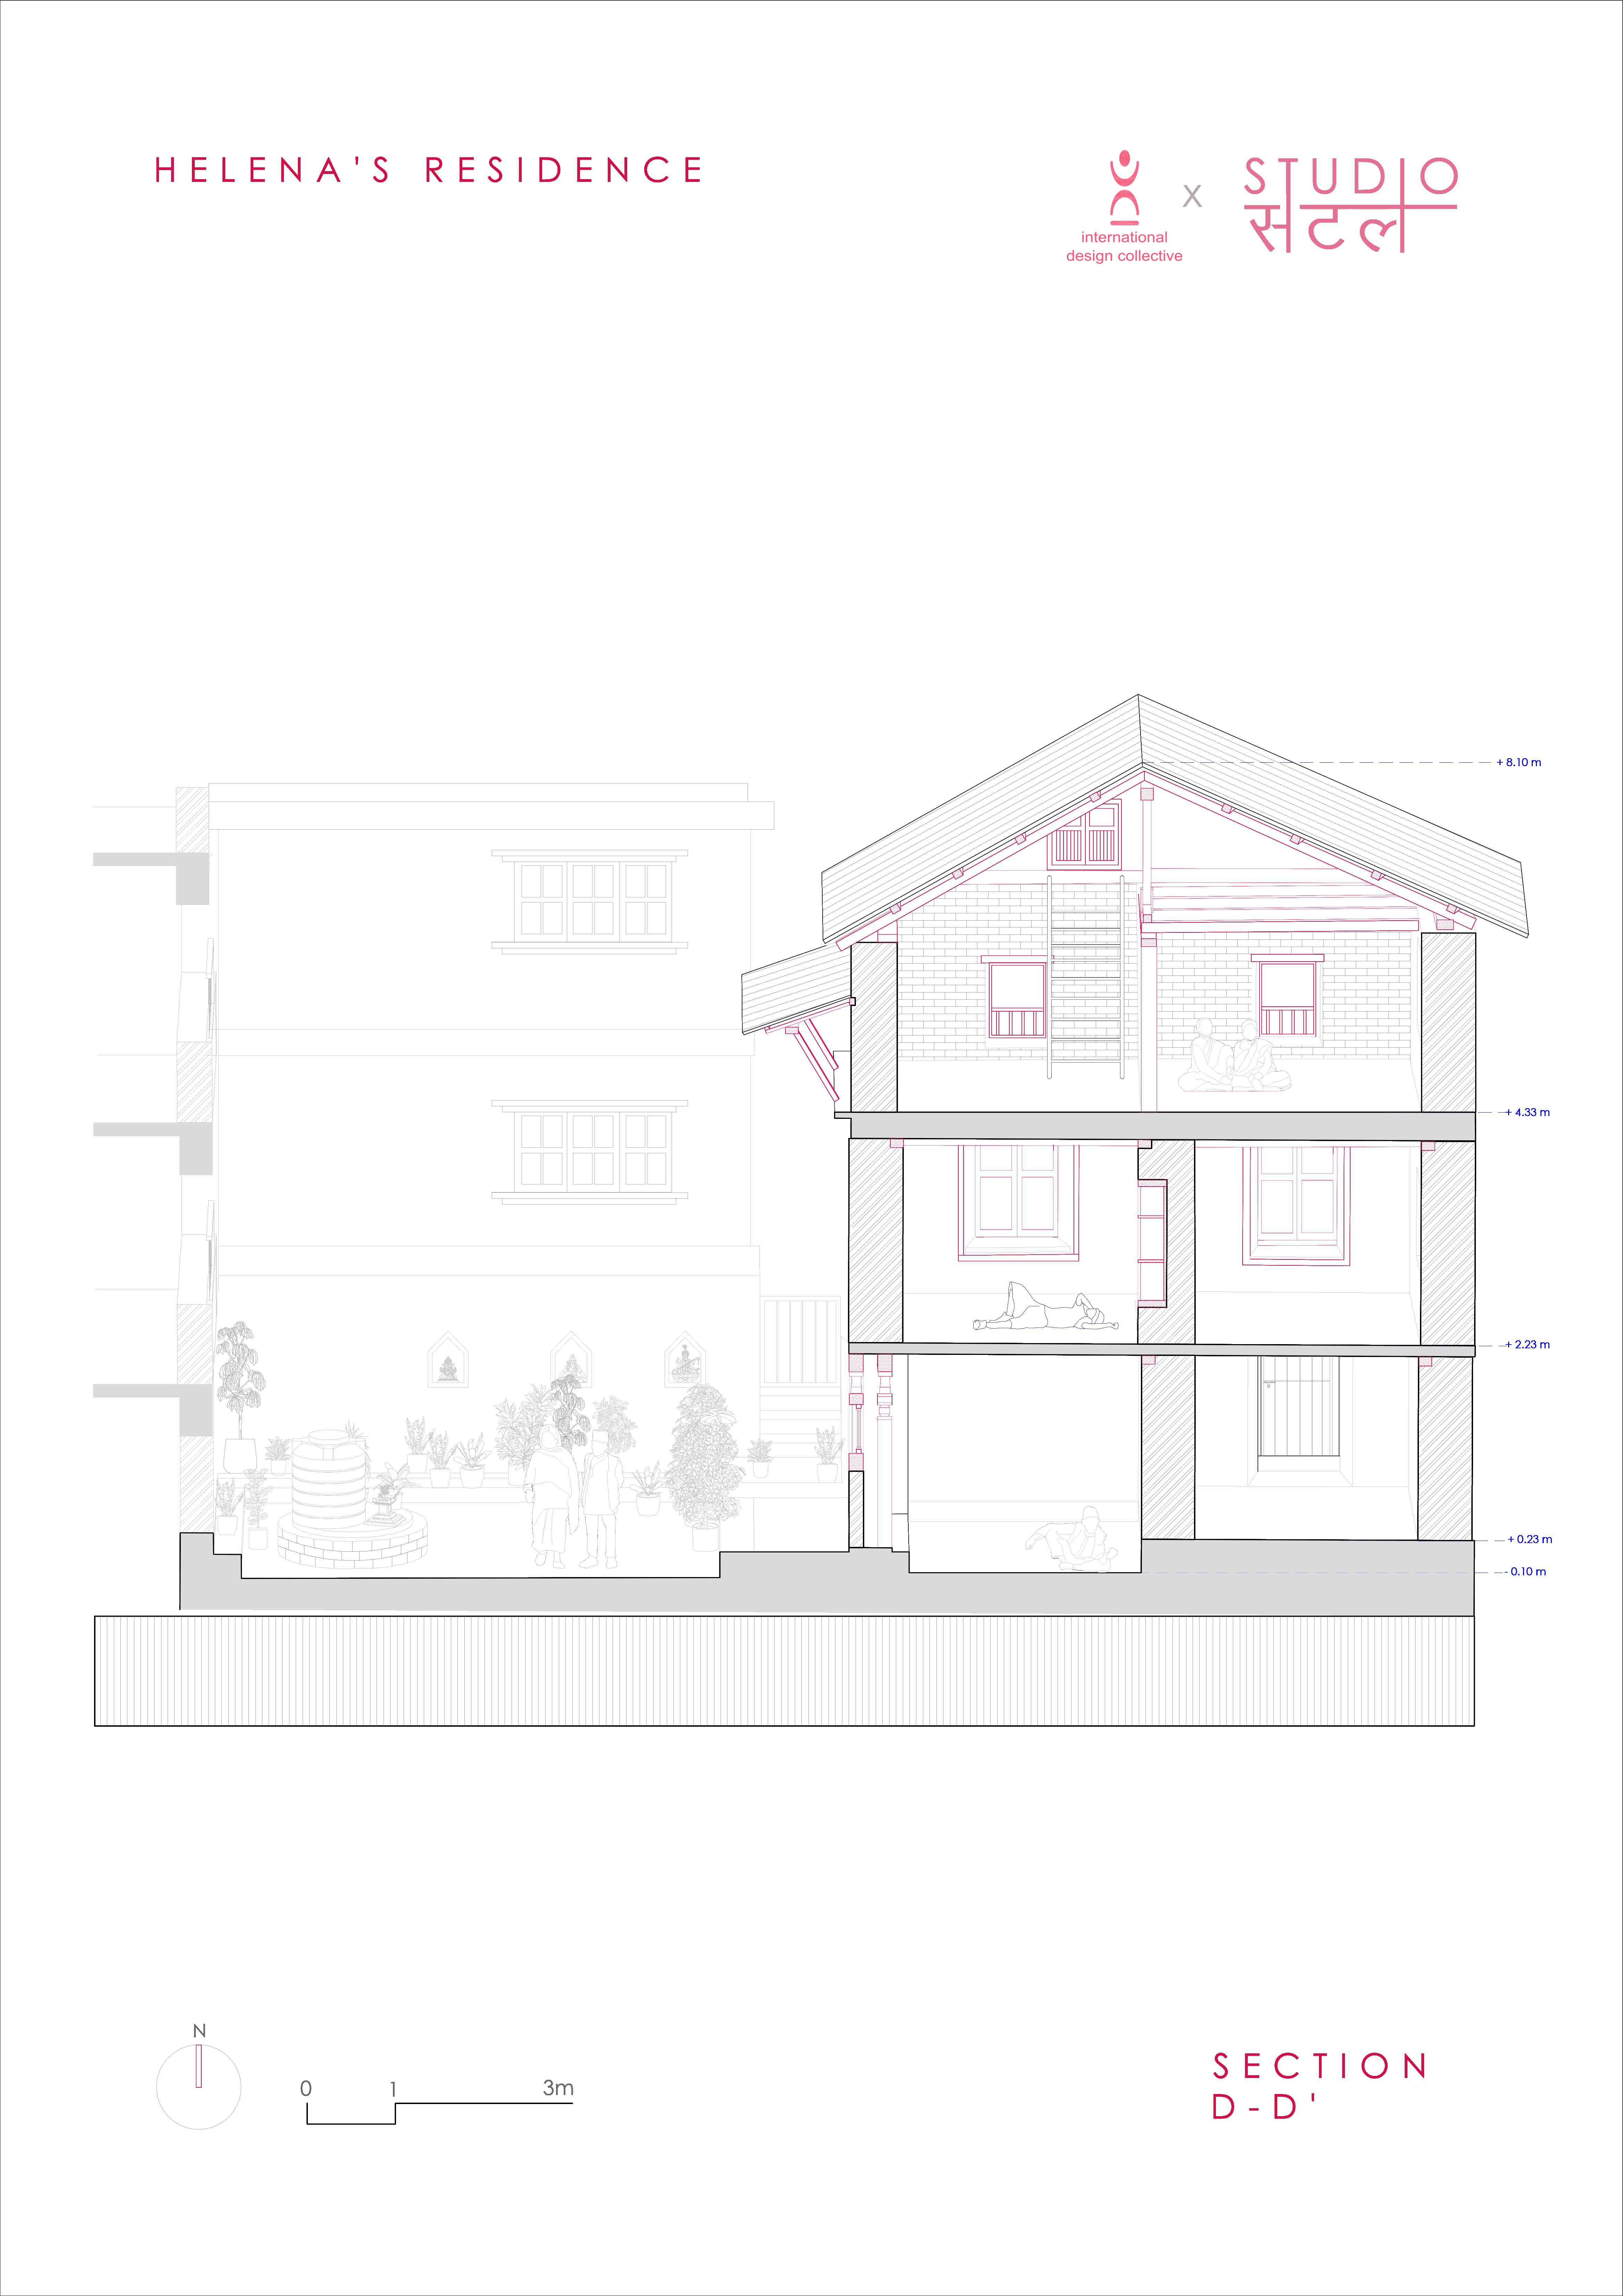 HELENA'S RESIDENCE
international
design collective
X
STUDIO
सटल
+ 8.10 m
+ 4.33 m
+ 2.23 m
+ 0.23 m
- 0.10 m
N
0 1 3m
SECTION
D-D'